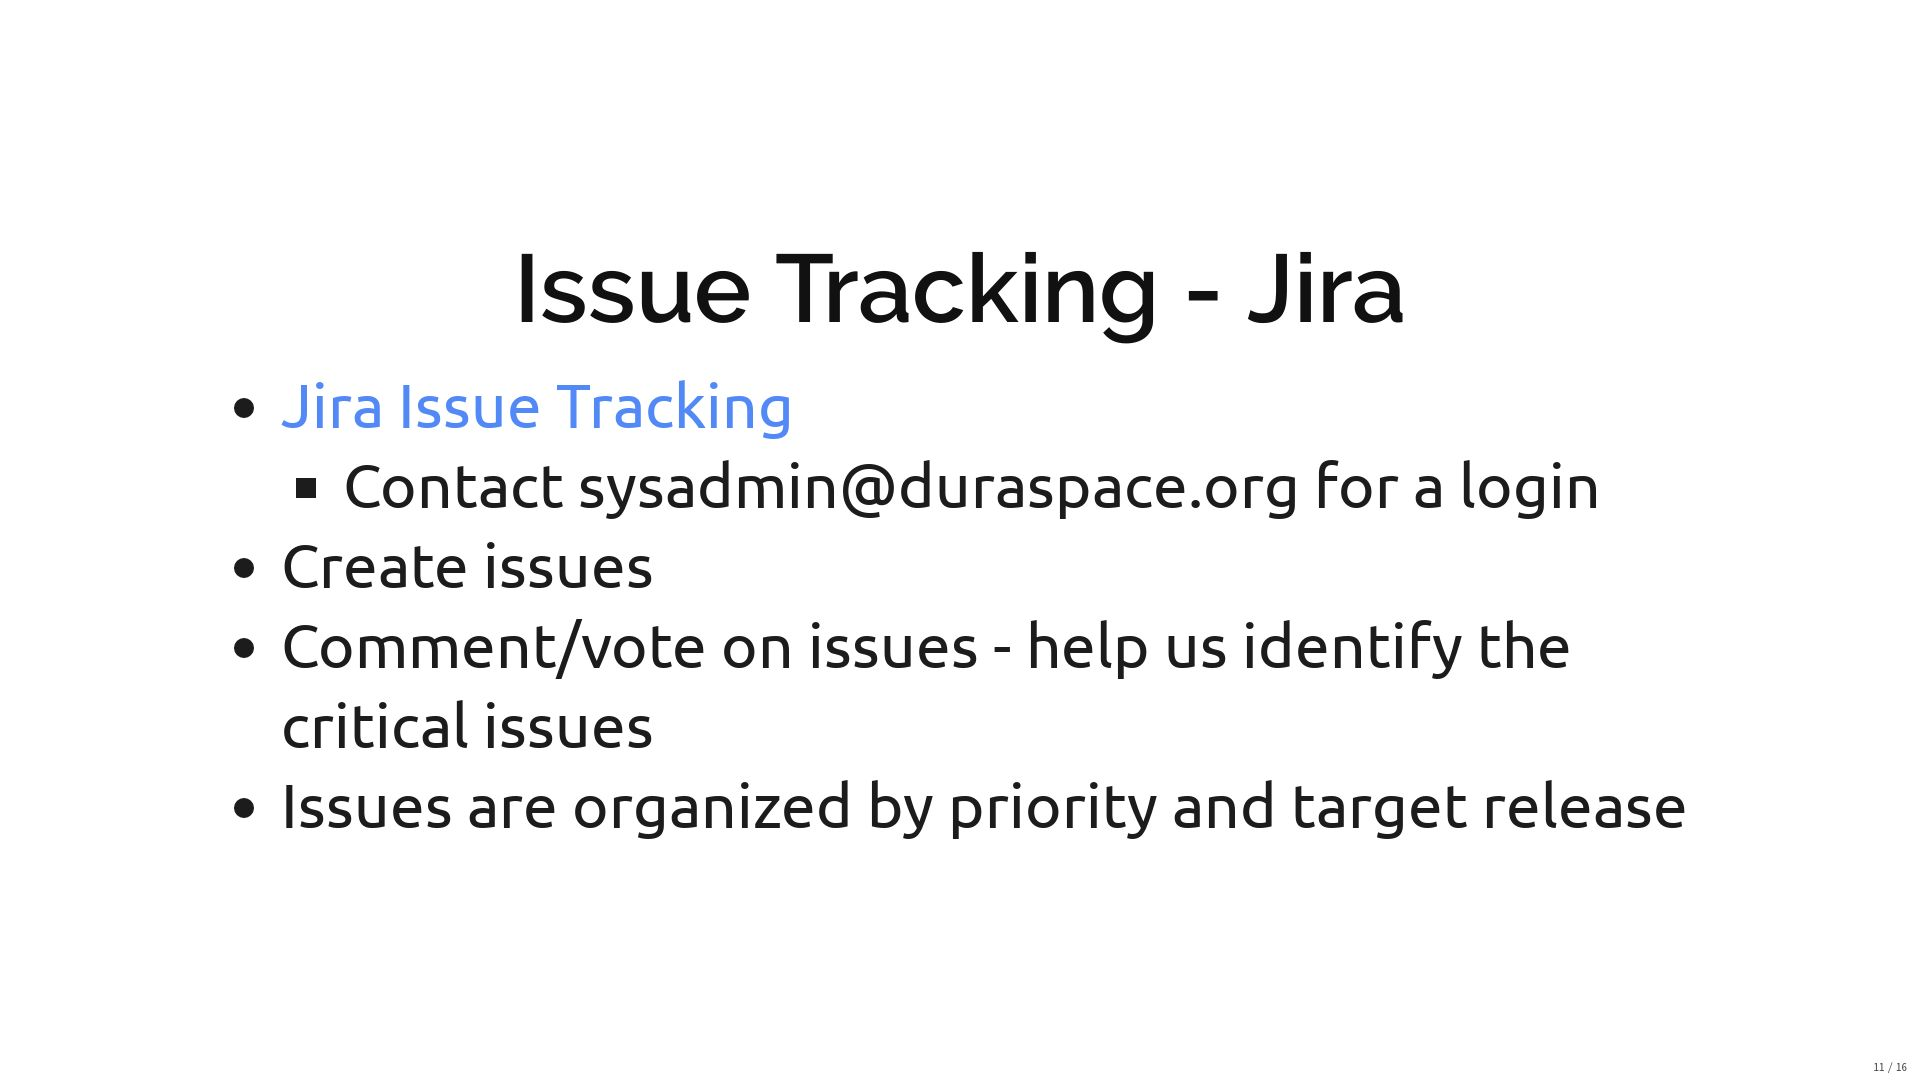 Issue Tracking - Jira
Jira Issue Tracking
Contact sysadmin@duraspace.org for a login
Create issues
Comment/vote on issues - help us identify the
critical issues
Issues are organized by priority and target release
11 / 16